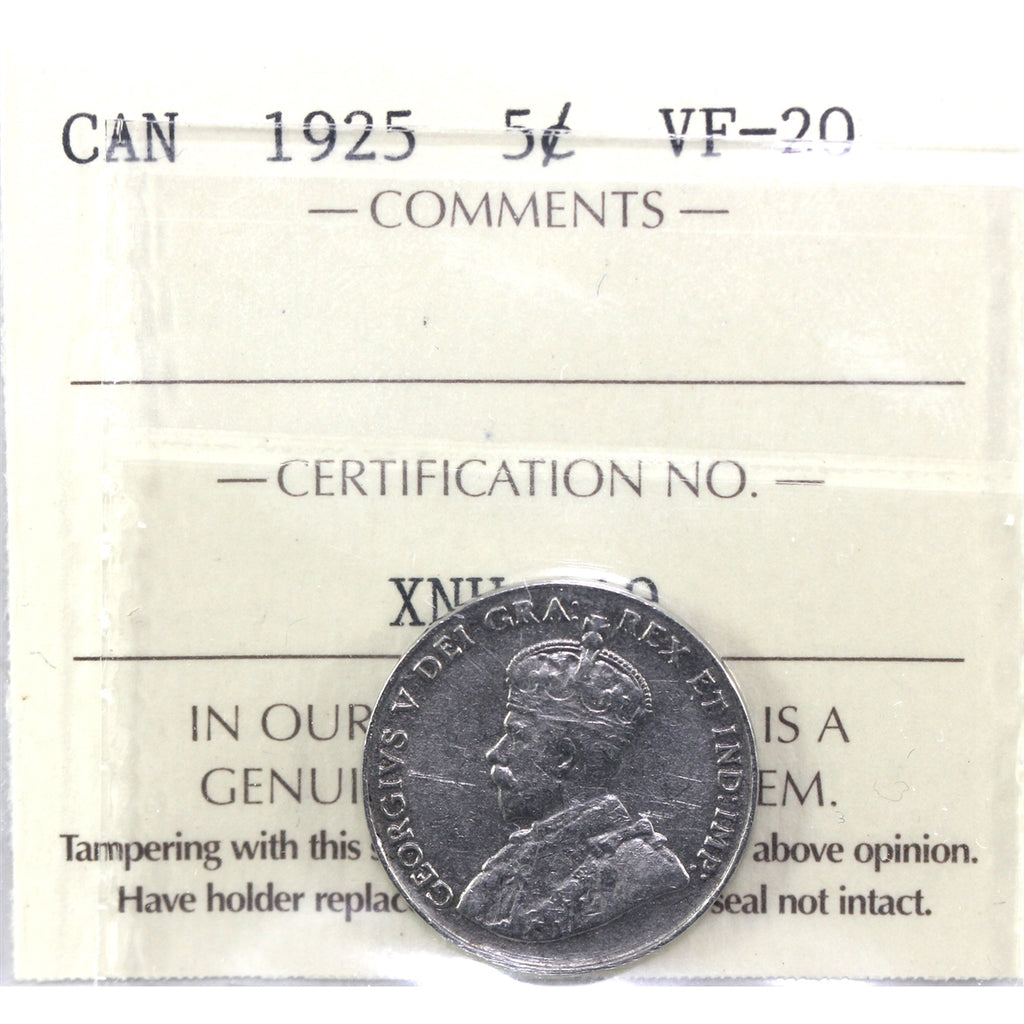 CAN 1925 5¢ VF-20
— COMMENTS —
— CERTIFICATION NO. —
IN OUR IS A
GENUI EM.
Tampering with this above opinion.
Have holder replac seal not intact.
GEORGIVS V DEI GRA: REX ET IND:IMP: